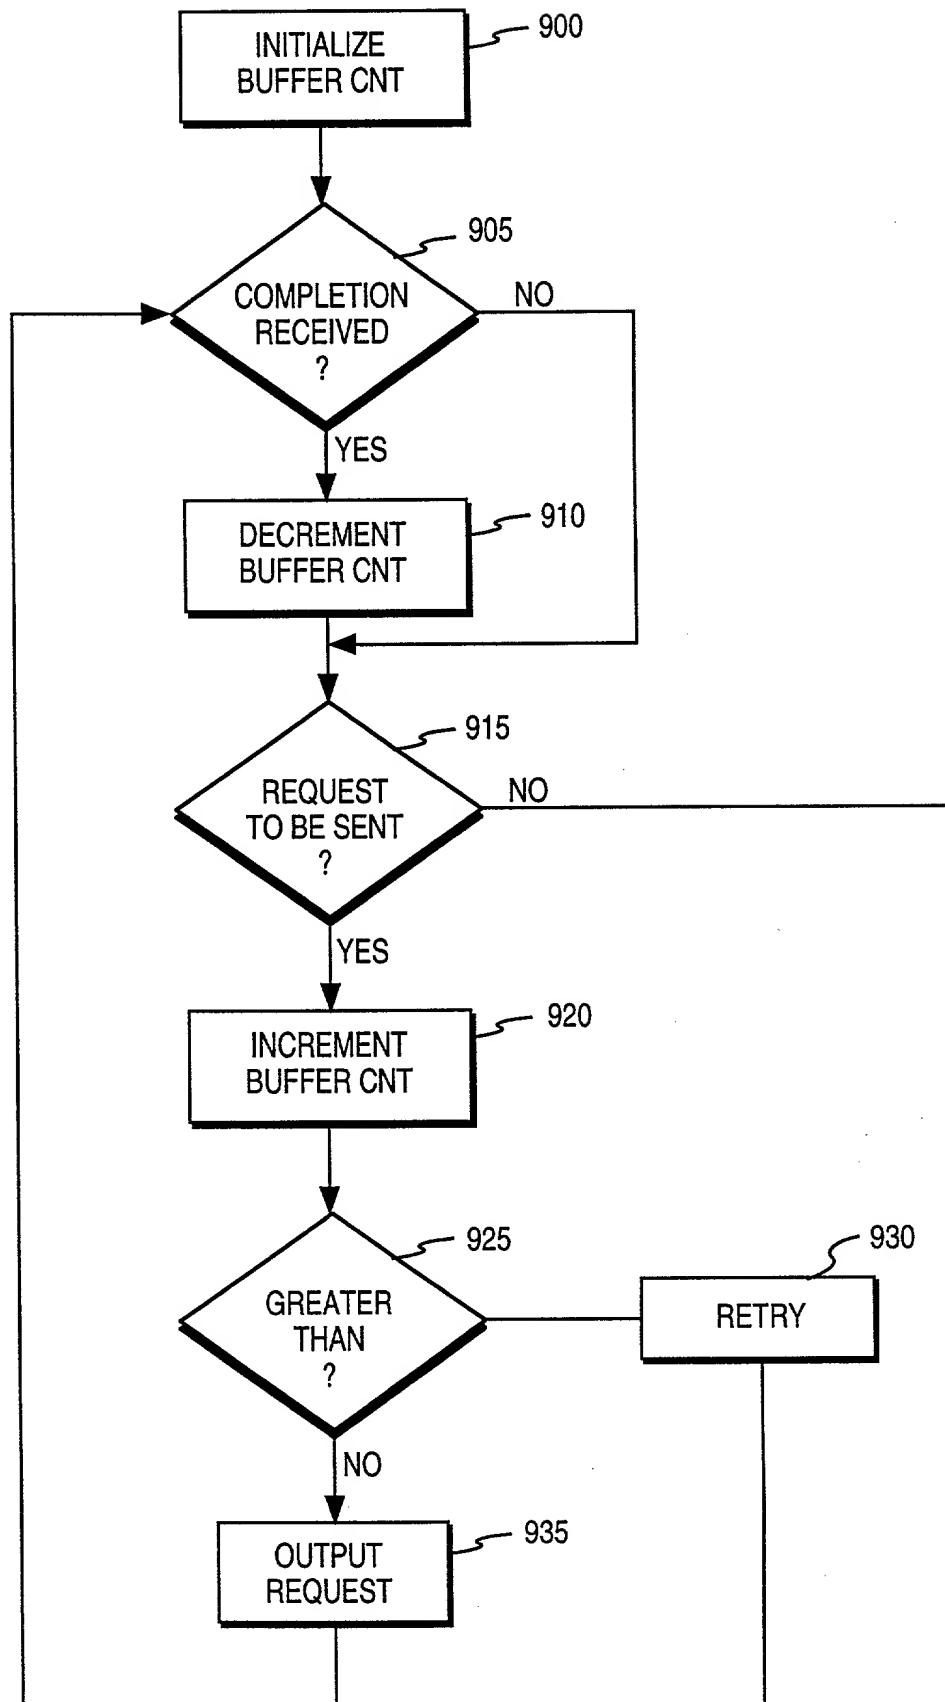 INITIALIZE
BUFFER CNT
900
905
COMPLETION
RECEIVED
?
NO
YES
DECREMENT
BUFFER CNT
910
915
REQUEST
TO BE SENT
?
NO
YES
920
INCREMENT
BUFFER CNT
925
GREATER
THAN
?
930
RETRY
NO
935
OUTPUT
REQUEST